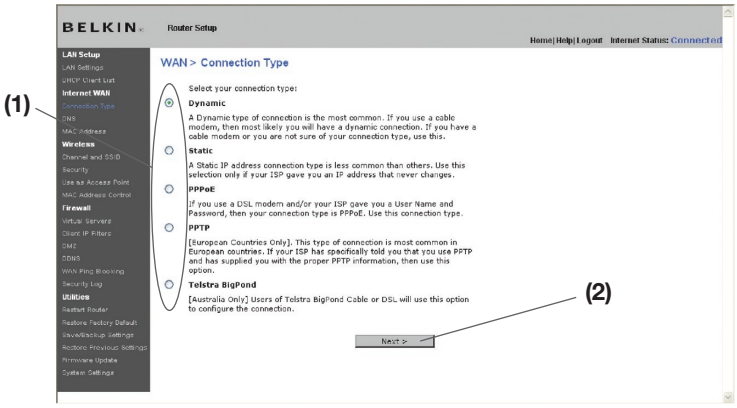 BELKIN
Router Setup
Home|Help|Logout Internet Status: Connected
LAN Setup
LAN Settings
DHCP Client List
Internet WAN
Connection Type
DNS
MAC Address
Wireless
Channel and SSID
Security
Use as Access Point
MAC Address Control
Firewall
Virtual Servers
Client IP Filters
DMZ
DDNS
WAN Ping Blocking
Security Log
Utilities
Restart Router
Restore Factory Default
Save/Backup Settings
Restore Previous Settings
Firmware Update
System Settings
(1)
WAN > Connection Type
Select your connection type:
Dynamic
A Dynamic type of connection is the most common. If you use a cable
modem, then most likely you will have a dynamic connection. If you have a
cable modem or you are not sure of your connection type, use this.
Static
A Static IP address connection type is less common than others. Use this
selection only if your ISP gave you an IP address that never changes.
PPPoE
If you use a DSL modem and/or your ISP gave you a User Name and
Password, then your connection type is PPPoE. Use this connection type.
PPTP
[European Countries Only]. This type of connection is most common in
European countries. If your ISP has specifically told you that you use PPTP
and has supplied you with the proper PPTP information, then use this
option.
Telstra BigPond
[Australia Only] Users of Telstra BigPond Cable or DSL will use this option
to configure the connection.
(2)
Next >